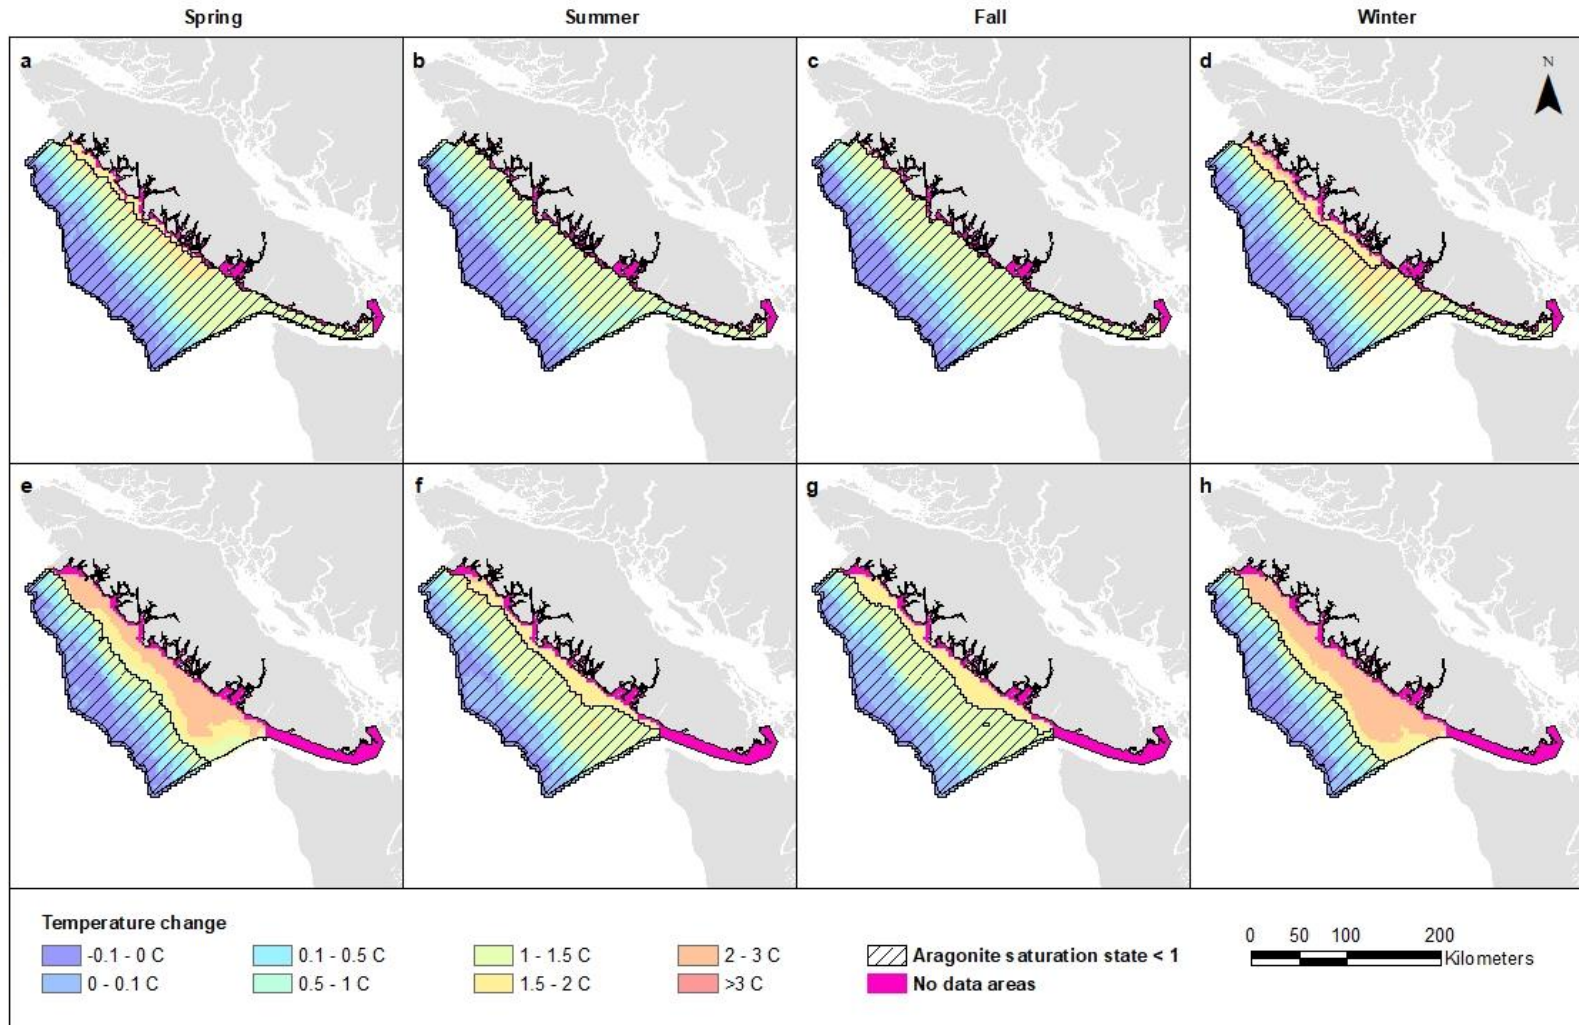 Spring Summer Fall Winter
a b c d
N
e f g h
Temperature change
-0.1 - 0 C 0.1 - 0.5 C 1 - 1.5 C 2 - 3 C Aragonite saturation state < 1
0 - 0.1 C 0.5 - 1 C 1.5 - 2 C >3 C No data areas
0 50 100 200
Kilometers